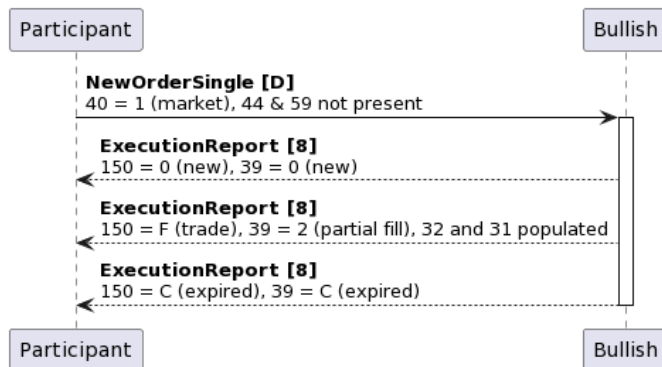 Participant
Bullish
NewOrderSingle [D]
40 = 1 (market), 44 & 59 not present
ExecutionReport [8]
150 = 0 (new), 39 = 0 (new)
ExecutionReport [8]
150 = F (trade), 39 = 2 (partial fill), 32 and 31 populated
ExecutionReport [8]
150 = C (expired), 39 = C (expired)
Participant
Bullish